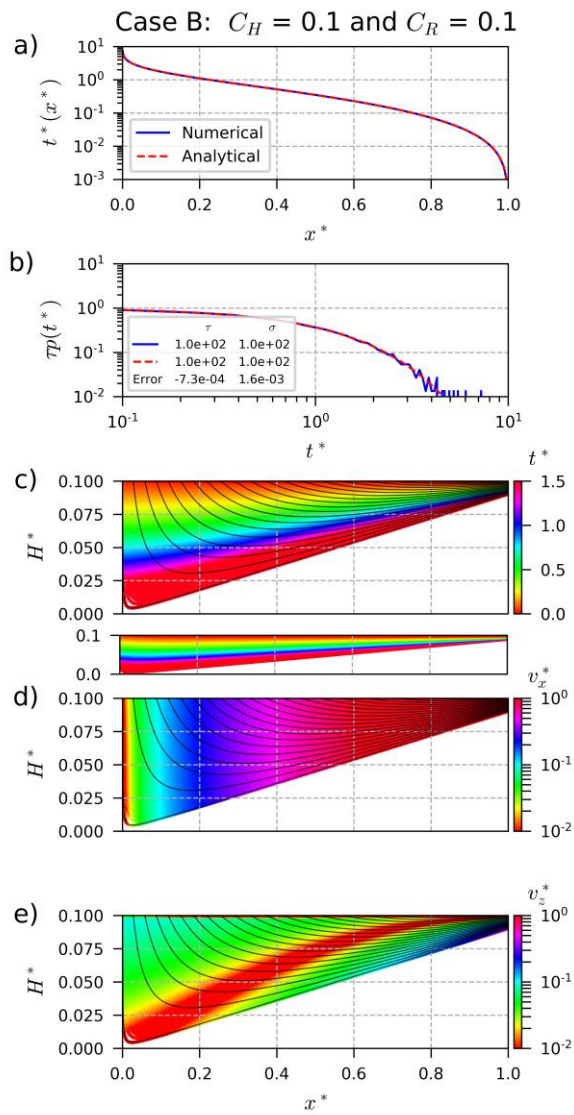 Case B: C_H = 0.1 and C_R = 0.1
a)
t*(x*)
10^1
10^0
10^-1
10^-2
10^-3
Numerical
Analytical
0.0 0.2 0.4 0.6 0.8 1.0
x*
b)
τp(t*)
10^1
10^0
10^-1
10^-2
τ σ
1.0e+02 1.0e+02
1.0e+02 1.0e+02
Error -7.3e-04 1.6e-03
10^-1 10^0 10^1
t*
c)
t*
H*
0.100
0.075
0.050
0.025
0.000
1.5
1.0
0.5
0.0
0.1
0.0
d)
v_x*
H*
0.100
0.075
0.050
0.025
0.000
10^0
10^-1
10^-2
e)
v_z*
H*
0.100
0.075
0.050
0.025
0.000
10^0
10^-1
10^-2
0.0 0.2 0.4 0.6 0.8 1.0
x*